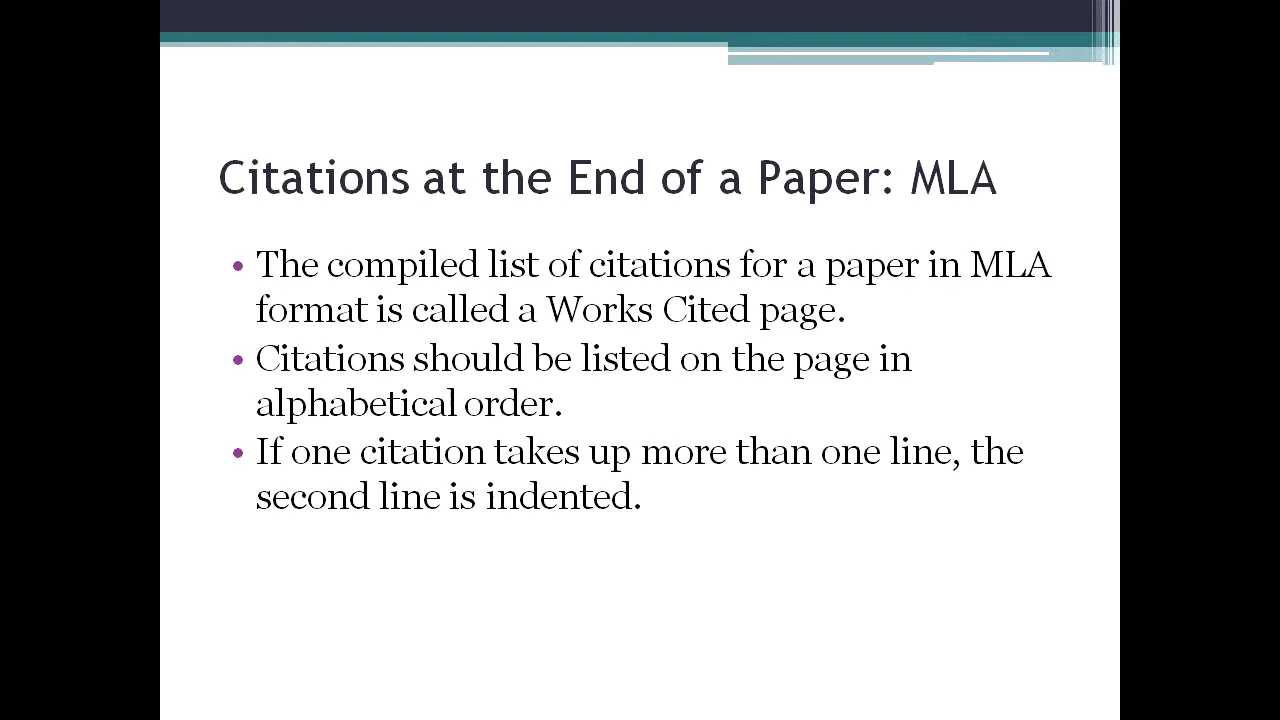 Citations at the End of a Paper: MLA
• The compiled list of citations for a paper in MLA
format is called a Works Cited page.
• Citations should be listed on the page in
alphabetical order.
• If one citation takes up more than one line, the
second line is indented.